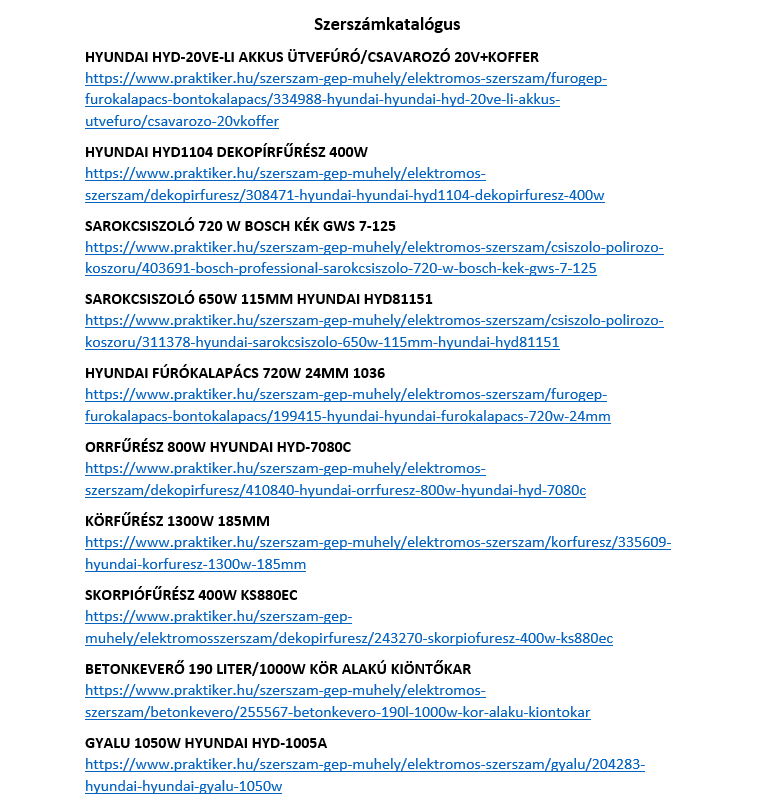 Szerszámkatalógus
HYUNDAI HYD-20VE-LI AKKUS ÜTVEFÚRÓ/CSAVAROZÓ 20V+KOFFER
https://www.praktiker.hu/szerszam-gep-muhely/elektromos-szerszam/furogep-
furokalapacs-bontokalapacs/334988-hyundai-hyundai-hyd-20ve-li-akkus-
utvefuro/csavarozo-20vkoffer
HYUNDAI HYD1104 DEKOPÍRFŰRÉSZ 400W
https://www.praktiker.hu/szerszam-gep-muhely/elektromos-
szerszam/dekopirfuresz/308471-hyundai-hyundai-hyd1104-dekopirfuresz-400w
SAROKCSISZOLÓ 720 W BOSCH KÉK GWS 7-125
https://www.praktiker.hu/szerszam-gep-muhely/elektromos-szerszam/csiszolo-polirozo-
koszoru/403691-bosch-professional-sarokcsiszolo-720-w-bosch-kek-gws-7-125
SAROKCSISZOLÓ 650W 115MM HYUNDAI HYD81151
https://www.praktiker.hu/szerszam-gep-muhely/elektromos-szerszam/csiszolo-polirozo-
koszoru/311378-hyundai-sarokcsiszolo-650w-115mm-hyundai-hyd81151
HYUNDAI FÚRÓKALAPÁCS 720W 24MM 1036
https://www.praktiker.hu/szerszam-gep-muhely/elektromos-szerszam/furogep-
furokalapacs-bontokalapacs/199415-hyundai-hyundai-furokalapacs-720w-24mm
ORRFŰRÉSZ 800W HYUNDAI HYD-7080C
https://www.praktiker.hu/szerszam-gep-muhely/elektromos-
szerszam/dekopirfuresz/410840-hyundai-orrfuresz-800w-hyundai-hyd-7080c
KÖRFŰRÉSZ 1300W 185MM
https://www.praktiker.hu/szerszam-gep-muhely/elektromos-szerszam/korfuresz/335609-
hyundai-korfuresz-1300w-185mm
SKORPIÓFŰRÉSZ 400W KS880EC
https://www.praktiker.hu/szerszam-gep-
muhely/elektromosszerszam/dekopirfuresz/243270-skorpiofuresz-400w-ks880ec
BETONKEVERŐ 190 LITER/1000W KÖR ALAKÚ KIÖNTŐKAR
https://www.praktiker.hu/szerszam-gep-muhely/elektromos-
szerszam/betonkevero/255567-betonkevero-190l-1000w-kor-alaku-kiontokar
GYALU 1050W HYUNDAI HYD-1005A
https://www.praktiker.hu/szerszam-gep-muhely/elektromos-szerszam/gyalu/204283-
hyundai-hyundai-gyalu-1050w